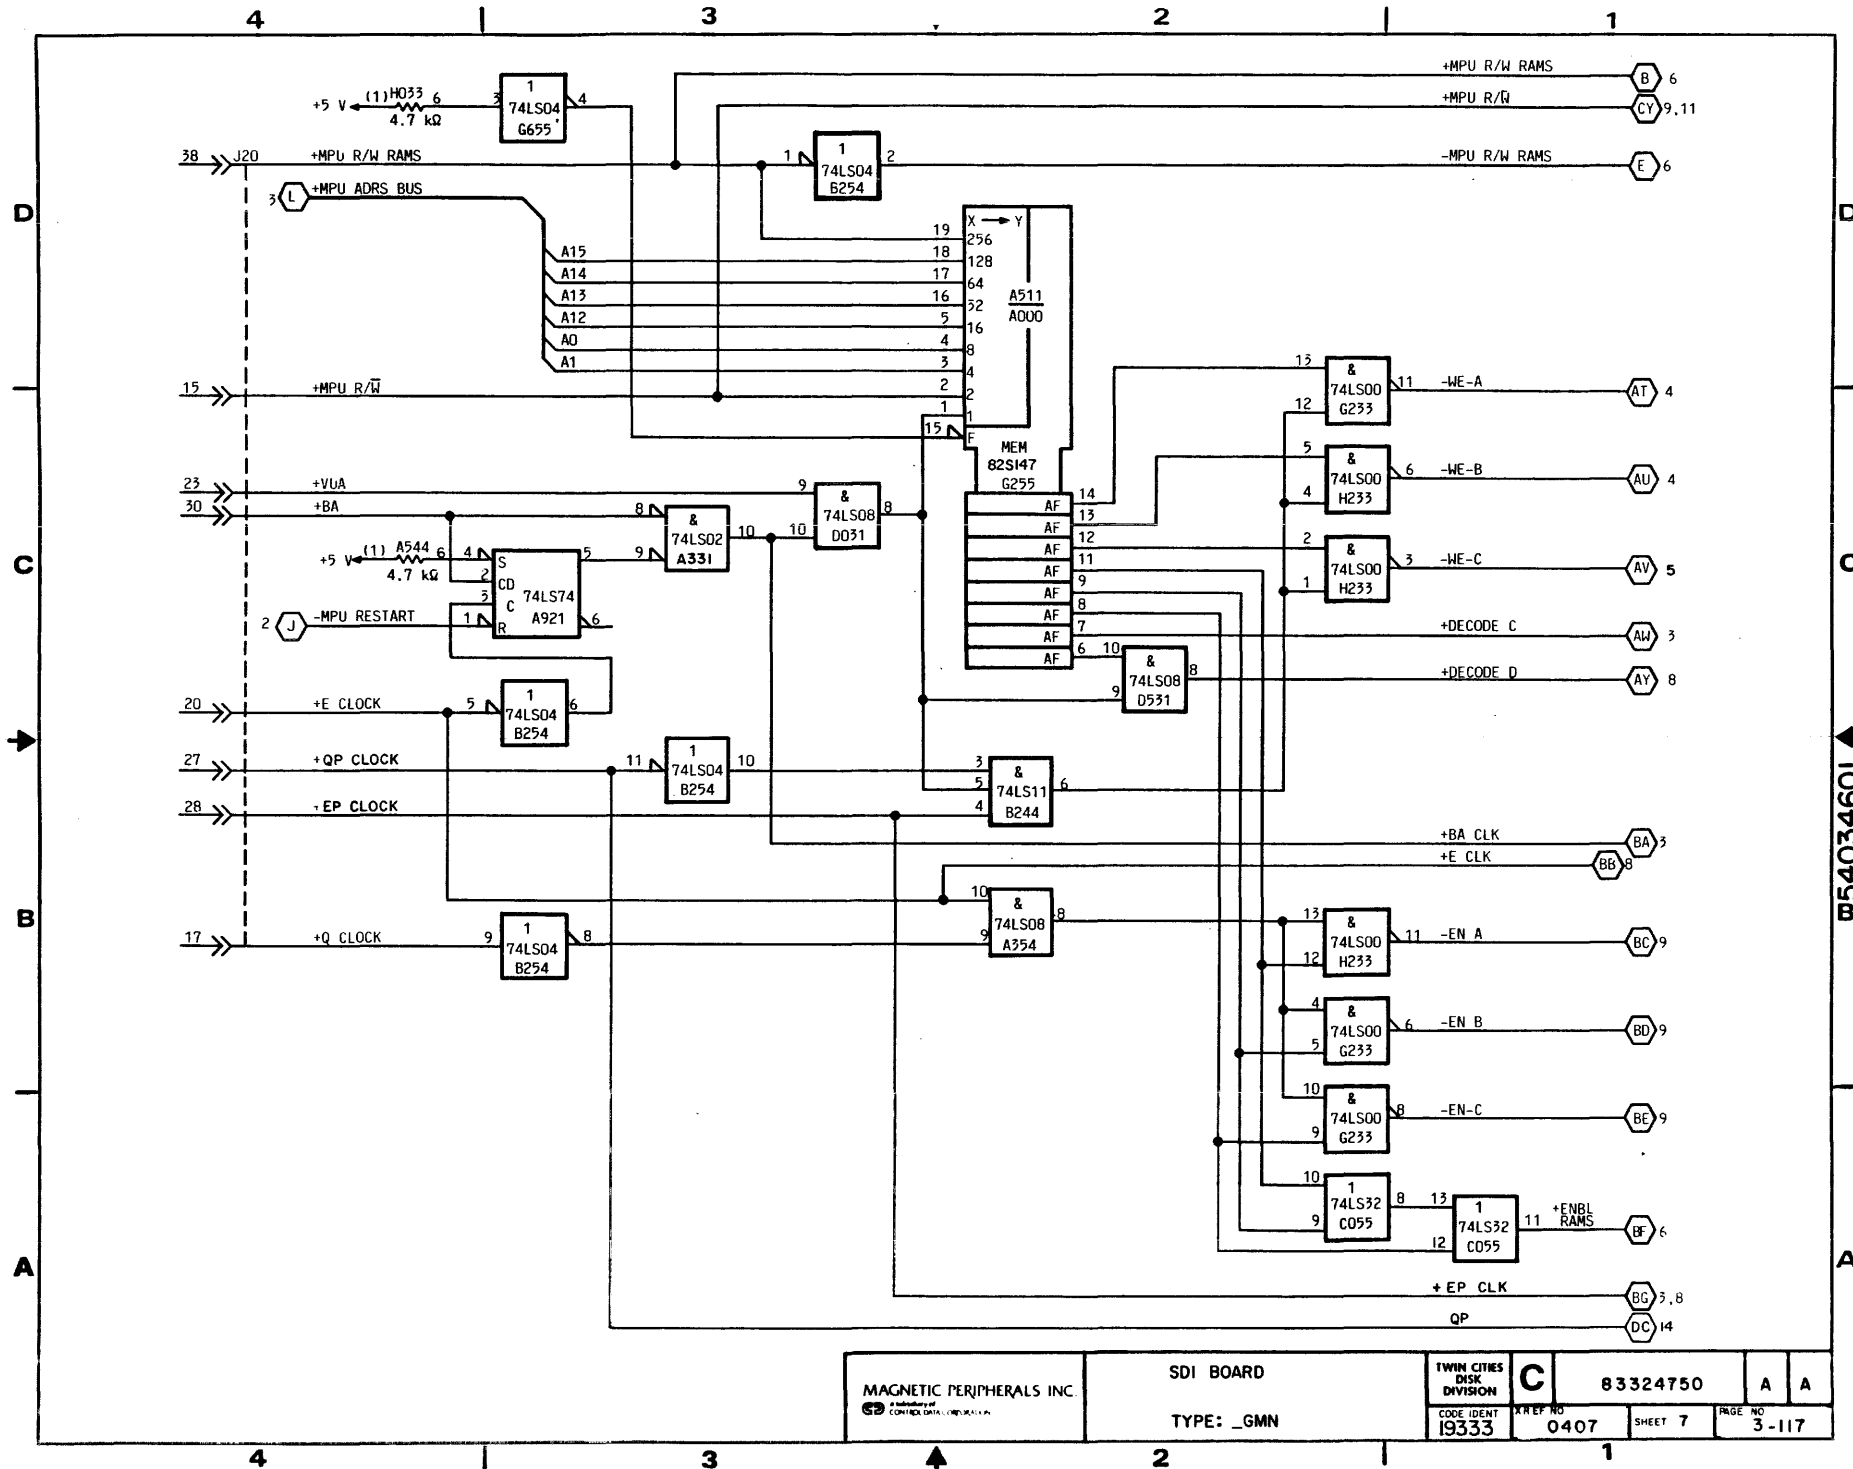 4 3 2 1
D
C
B
A
+5 V (1) H033 6
4.7 kΩ
3 1 4
74LS04
G655
+MPU R/W RAMS B 6
+MPU R/W̅ CY 9,11
38 J20 +MPU R/W RAMS
1 1 2
74LS04
B254
-MPU R/W RAMS E 6
3 L +MPU ADRS BUS
X → Y
19 256
A15 18 128
A14 17 64
A13 16 32
A12 5 16
A0 4 8
A1 3 4
15 +MPU R/W̅ 2 2
1 1
15 F
A511
A000
MEM
82S147
G255
AF 14
AF 13
AF 12
AF 11
AF 9
AF 8
AF 7
AF 6
13 & 11 -WE-A AT 4
74LS00
12 G233
5 & 6 -WE-B AU 4
74LS00
4 H233
2 & 3 -WE-C AV 5
74LS00
1 H233
+DECODE C AW 3
10 & 8 +DECODE D AY 8
74LS08
9 D531
23 +VUA
30 +BA
9 & 8
74LS08
10 D031
8 & 10
74LS02
9 A331
+5 V (1) A544 6
4.7 kΩ
4 S 5
2 CD
3 C 74LS74
1 R A921 6
2 J -MPU RESTART
20 +E CLOCK
5 1 6
74LS04
B254
27 +QP CLOCK
11 1 10
74LS04
B254
28 EP CLOCK
3 & 6
5 74LS11
4 B244
+BA CLK BA 3
+E CLK BB 8
10 & 8
74LS08
9 A354
17 +Q CLOCK
9 1 8
74LS04
B254
13 & 11 -EN A BC 9
74LS00
12 H233
4 & 6 -EN B BD 9
74LS00
5 G233
10 & 8 -EN-C BE 9
74LS00
9 G233
10 1 8
74LS32
9 C055
13 1 11 +ENBL
RAMS BF 6
74LS32
12 C055
+ EP CLK BG 3,8
QP DC 14
B54034601
MAGNETIC PERIPHERALS INC.
a subsidiary of
CONTROL DATA CORPORATION
SDI BOARD
TYPE: _GMN
TWIN CITIES
DISK
DIVISION
C 83324750 A A
CODE IDENT
19333
XREF NO
0407
SHEET 7
PAGE NO
3-117
4 3 2 1